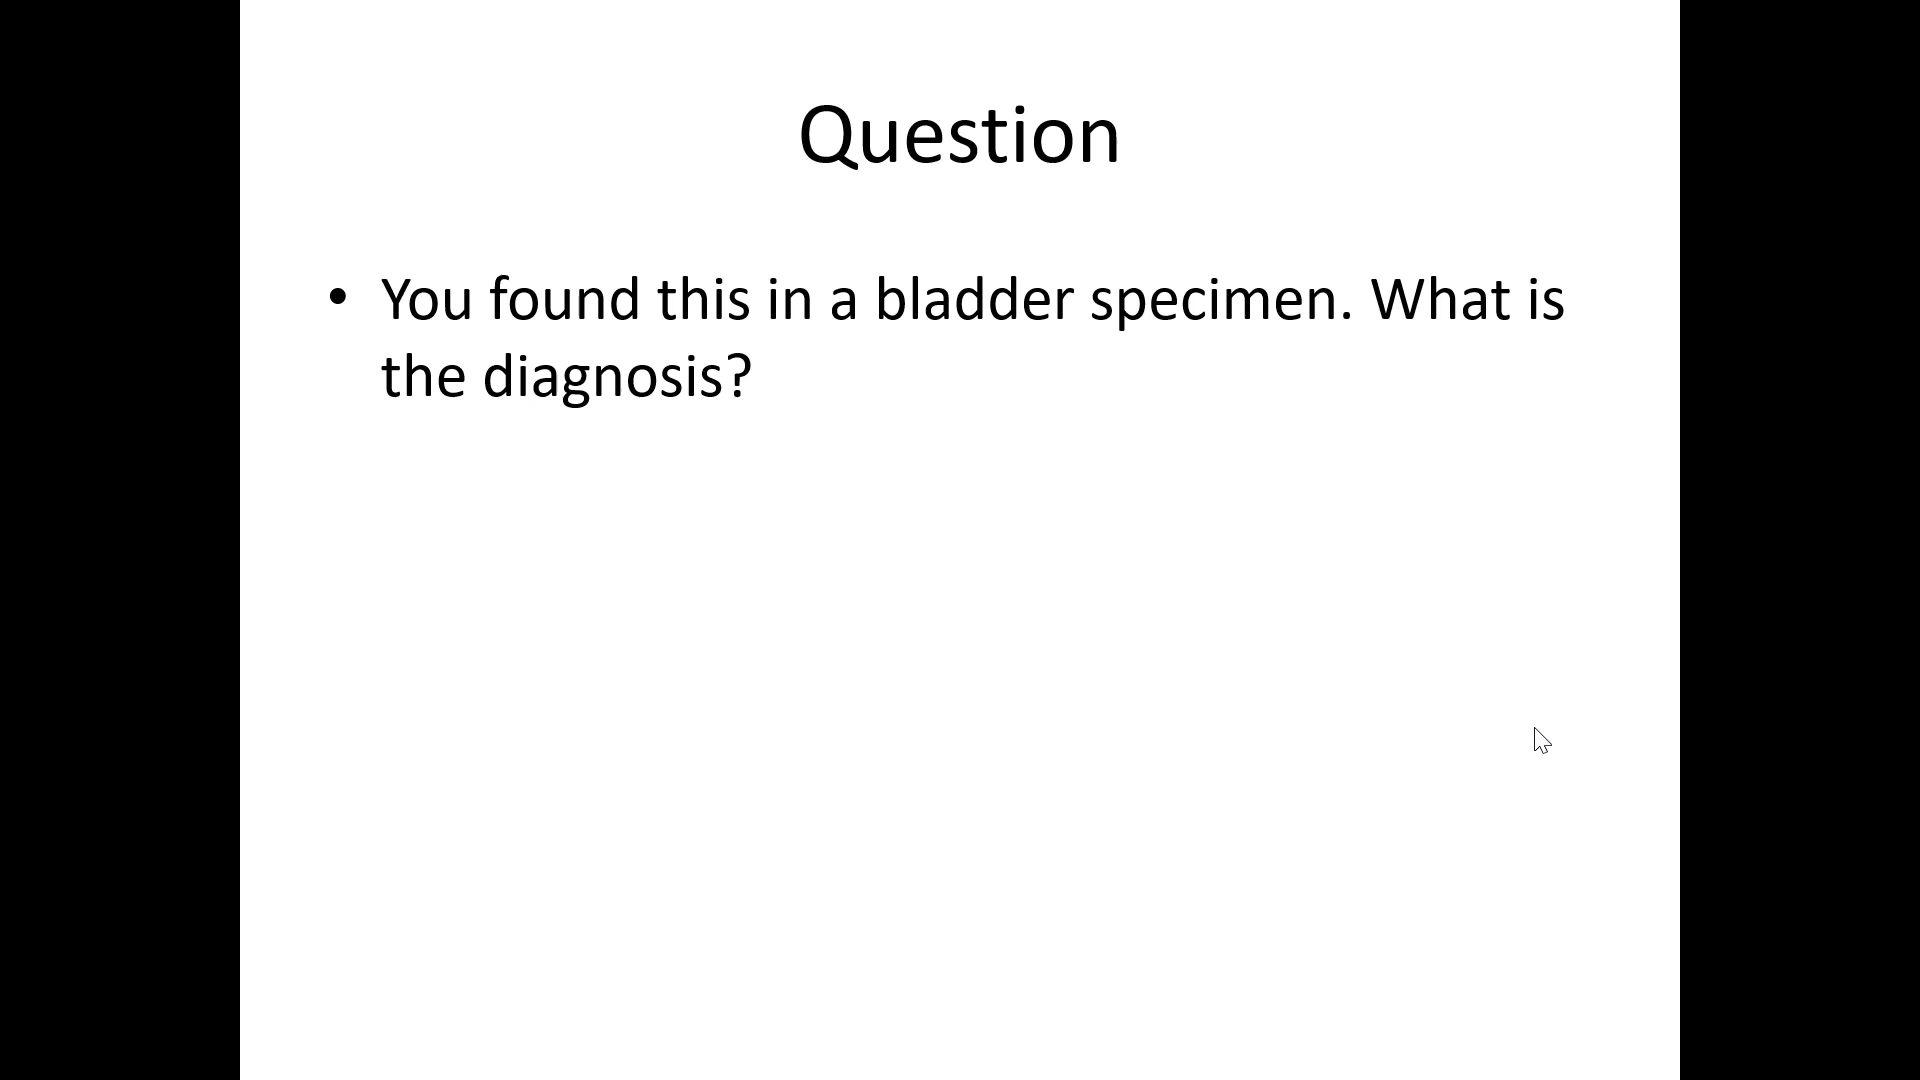 Question
• You found this in a bladder specimen. What is
the diagnosis?